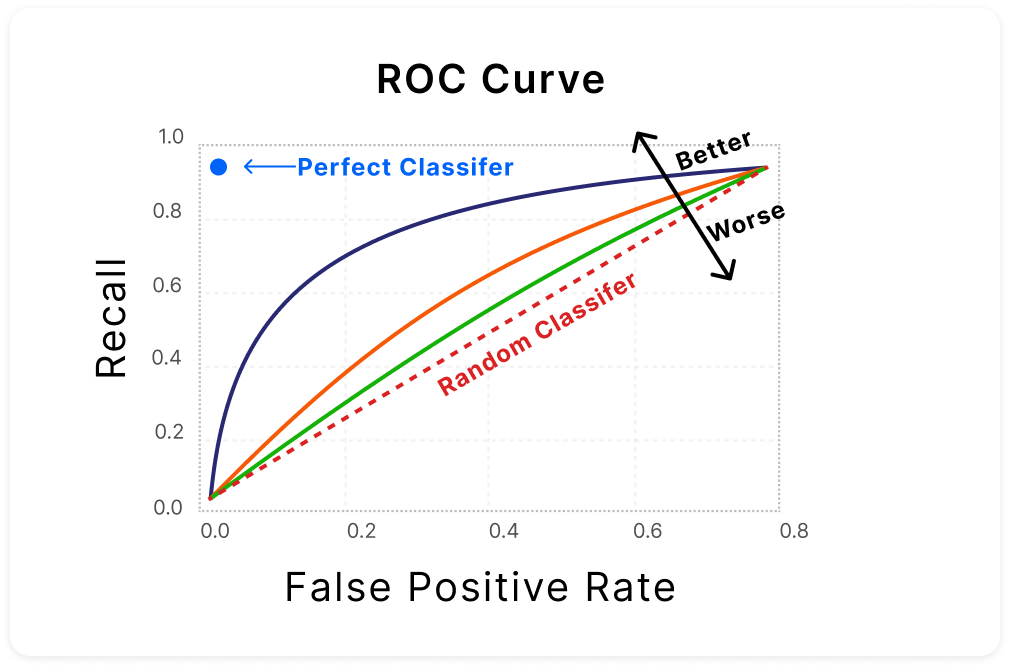 ROC Curve
1.0
0.8
0.6
0.4
0.2
0.0
Recall
Perfect Classifer
Better
Worse
Random Classifer
0.0
0.2
0.4
0.6
0.8
False Positive Rate